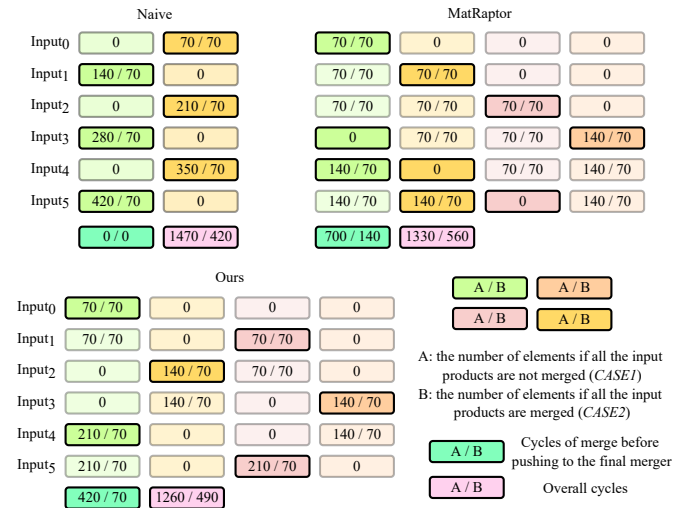 Naive
Input0 0 70 / 70
Input1 140 / 70 0
Input2 0 210 / 70
Input3 280 / 70 0
Input4 0 350 / 70
Input5 420 / 70 0
0 / 0 1470 / 420
MatRaptor
70 / 70 0 0 0
70 / 70 70 / 70 0 0
70 / 70 70 / 70 70 / 70 0
0 70 / 70 70 / 70 140 / 70
140 / 70 0 70 / 70 140 / 70
140 / 70 140 / 70 0 140 / 70
700 / 140 1330 / 560
Ours
Input0 70 / 70 0 0 0
Input1 70 / 70 0 70 / 70 0
Input2 0 140 / 70 70 / 70 0
Input3 0 140 / 70 0 140 / 70
Input4 210 / 70 0 0 140 / 70
Input5 210 / 70 0 210 / 70 0
420 / 70 1260 / 490
A / B A / B
A / B A / B
A: the number of elements if all the input
products are not merged (CASE1)
B: the number of elements if all the input
products are merged (CASE2)
A / B Cycles of merge before
pushing to the final merger
A / B Overall cycles